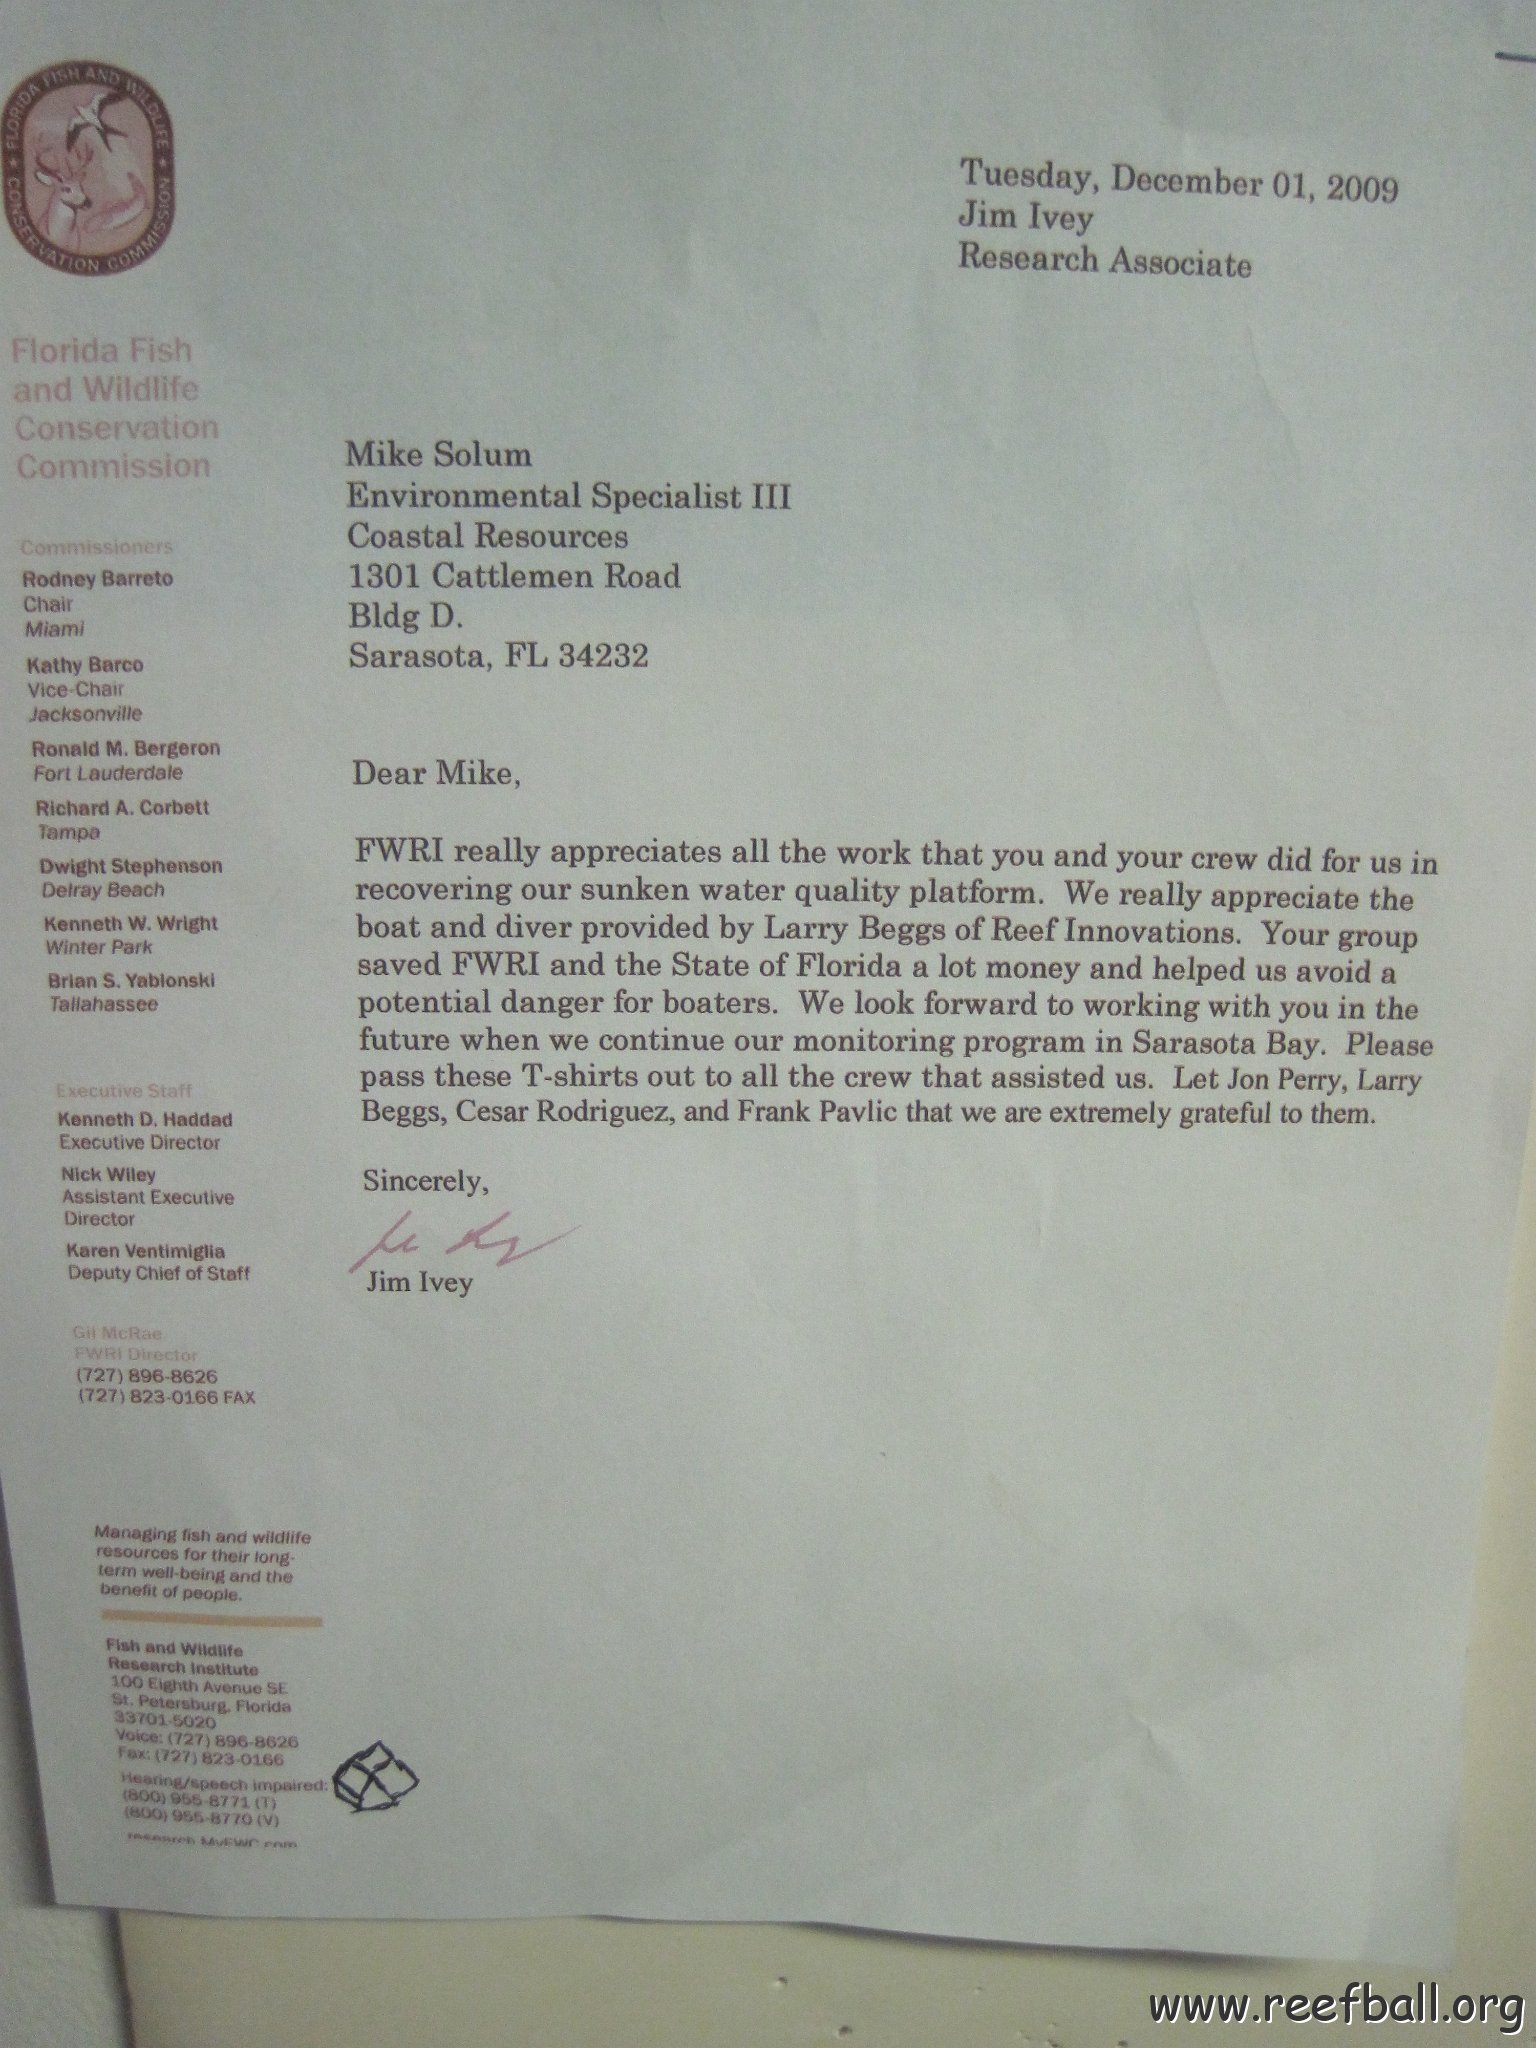 FLORIDA FISH AND WILDLIFE
CONSERVATION COMMISSION
Tuesday, December 01, 2009
Jim Ivey
Research Associate
Florida Fish
and Wildlife
Conservation
Commission
Commissioners
Rodney Barreto
Chair
Miami
Kathy Barco
Vice-Chair
Jacksonville
Ronald M. Bergeron
Fort Lauderdale
Richard A. Corbett
Tampa
Dwight Stephenson
Delray Beach
Kenneth W. Wright
Winter Park
Brian S. Yablonski
Tallahassee
Executive Staff
Kenneth D. Haddad
Executive Director
Nick Wiley
Assistant Executive
Director
Karen Ventimiglia
Deputy Chief of Staff
Gil McRae
FWRI Director
(727) 896-8626
(727) 823-0166 FAX
Managing fish and wildlife
resources for their long-
term well-being and the
benefit of people.
Fish and Wildlife
Research Institute
100 Eighth Avenue SE
St. Petersburg, Florida
33701-5020
Voice: (727) 896-8626
Fax: (727) 823-0166
Hearing/speech impaired:
(800) 955-8771 (T)
(800) 955-8770 (V)
research.MyFWC.com
Mike Solum
Environmental Specialist III
Coastal Resources
1301 Cattlemen Road
Bldg D.
Sarasota, FL 34232
Dear Mike,
FWRI really appreciates all the work that you and your crew did for us in
recovering our sunken water quality platform.  We really appreciate the
boat and diver provided by Larry Beggs of Reef Innovations.  Your group
saved FWRI and the State of Florida a lot money and helped us avoid a
potential danger for boaters.  We look forward to working with you in the
future when we continue our monitoring program in Sarasota Bay.  Please
pass these T-shirts out to all the crew that assisted us.  Let Jon Perry, Larry
Beggs, Cesar Rodriguez, and Frank Pavlic that we are extremely grateful to them.
Sincerely,
Jim Ivey
www.reefball.org